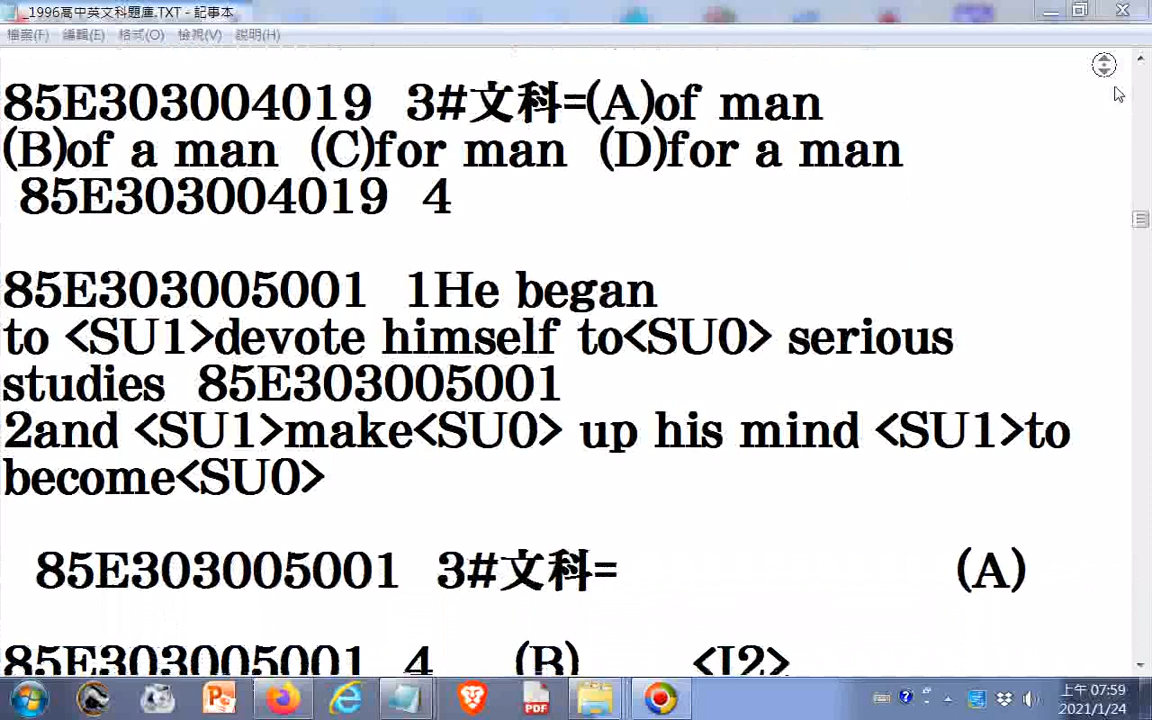 _1996高中英文科題庫.TXT - 記事本
檔案(F) 編輯(E) 格式(O) 檢視(V) 說明(H)
85E303004019 3#文科=(A)of man
(B)of a man (C)for man (D)for a man
85E303004019 4
85E303005001 1He began
to <SU1>devote himself to<SU0> serious
studies 85E303005001
2and <SU1>make<SU0> up his mind <SU1>to
become<SU0>
85E303005001 3#文科= (A)
85E303005001 4 (B) <I2>
PDF
上午 07:59
2021/1/24